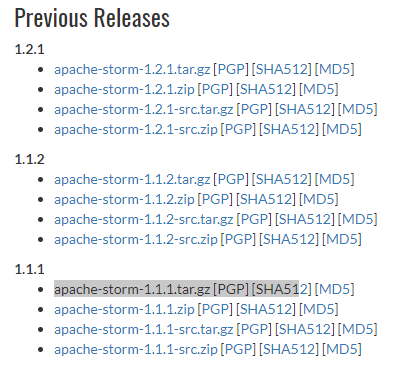 Previous Releases
1.2.1
apache-storm-1.2.1.tar.gz [PGP] [SHA512] [MD5]
apache-storm-1.2.1.zip [PGP] [SHA512] [MD5]
apache-storm-1.2.1-src.tar.gz [PGP] [SHA512] [MD5]
apache-storm-1.2.1-src.zip [PGP] [SHA512] [MD5]
1.1.2
apache-storm-1.1.2.tar.gz [PGP] [SHA512] [MD5]
apache-storm-1.1.2.zip [PGP] [SHA512] [MD5]
apache-storm-1.1.2-src.tar.gz [PGP] [SHA512] [MD5]
apache-storm-1.1.2-src.zip [PGP] [SHA512] [MD5]
1.1.1
apache-storm-1.1.1.tar.gz [PGP] [SHA512] [MD5]
apache-storm-1.1.1.zip [PGP] [SHA512] [MD5]
apache-storm-1.1.1-src.tar.gz [PGP] [SHA512] [MD5]
apache-storm-1.1.1-src.zip [PGP] [SHA512] [MD5]